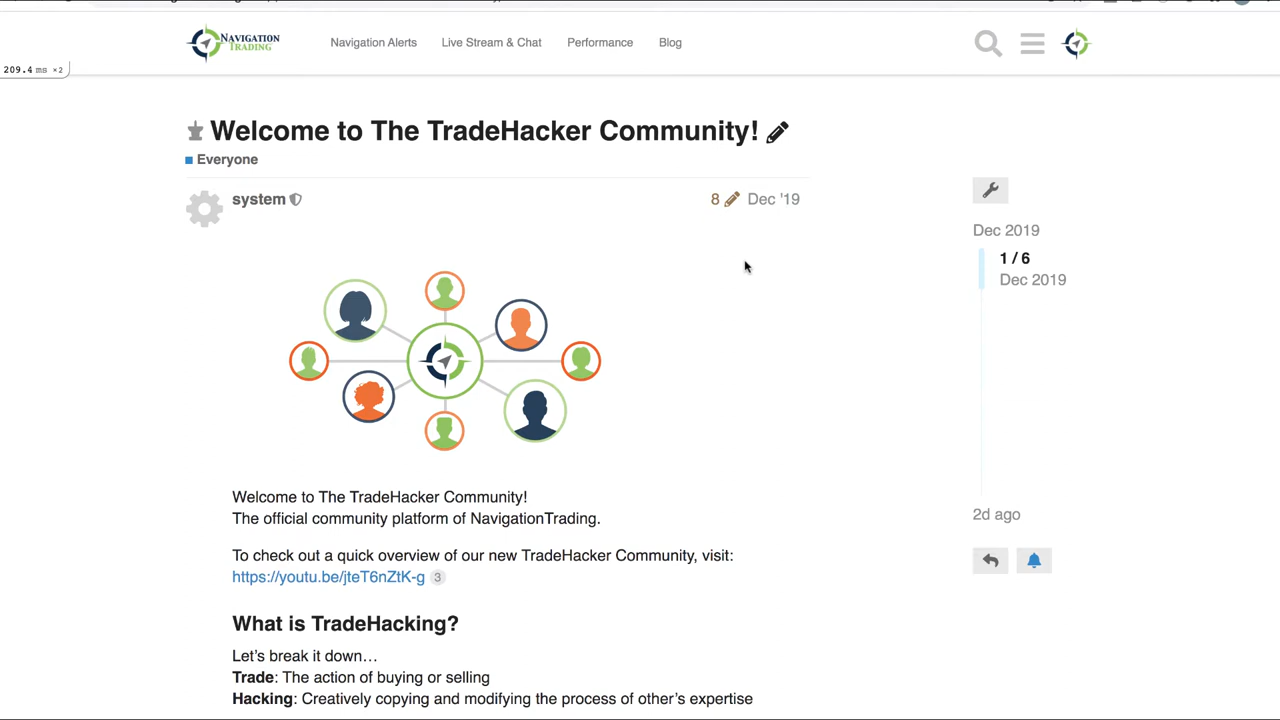 NAVIGATION
TRADING
Navigation Alerts Live Stream & Chat Performance Blog
209.4 ms ×2
Welcome to The TradeHacker Community!
Everyone
system 8 Dec '19
Dec 2019
1 / 6
Dec 2019
Welcome to The TradeHacker Community!
The official community platform of NavigationTrading.
2d ago
To check out a quick overview of our new TradeHacker Community, visit:
https://youtu.be/jteT6nZtK-g 3
What is TradeHacking?
Let’s break it down…
Trade: The action of buying or selling
Hacking: Creatively copying and modifying the process of other’s expertise